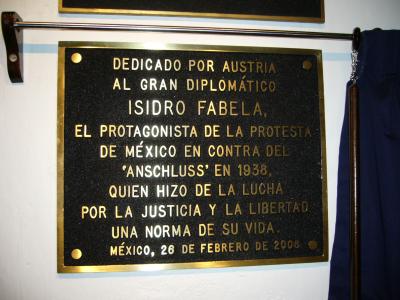 DEDICADO POR AUSTRIA
AL GRAN DIPLOMÁTICO
ISIDRO FABELA,
EL PROTAGONISTA DE LA PROTESTA
DE MÉXICO EN CONTRA DEL
'ANSCHLUSS' EN 1938,
QUIEN HIZO DE LA LUCHA
POR LA JUSTICIA Y LA LIBERTAD
UNA NORMA DE SU VIDA.
MÉXICO, 26 DE FEBRERO DE 2008